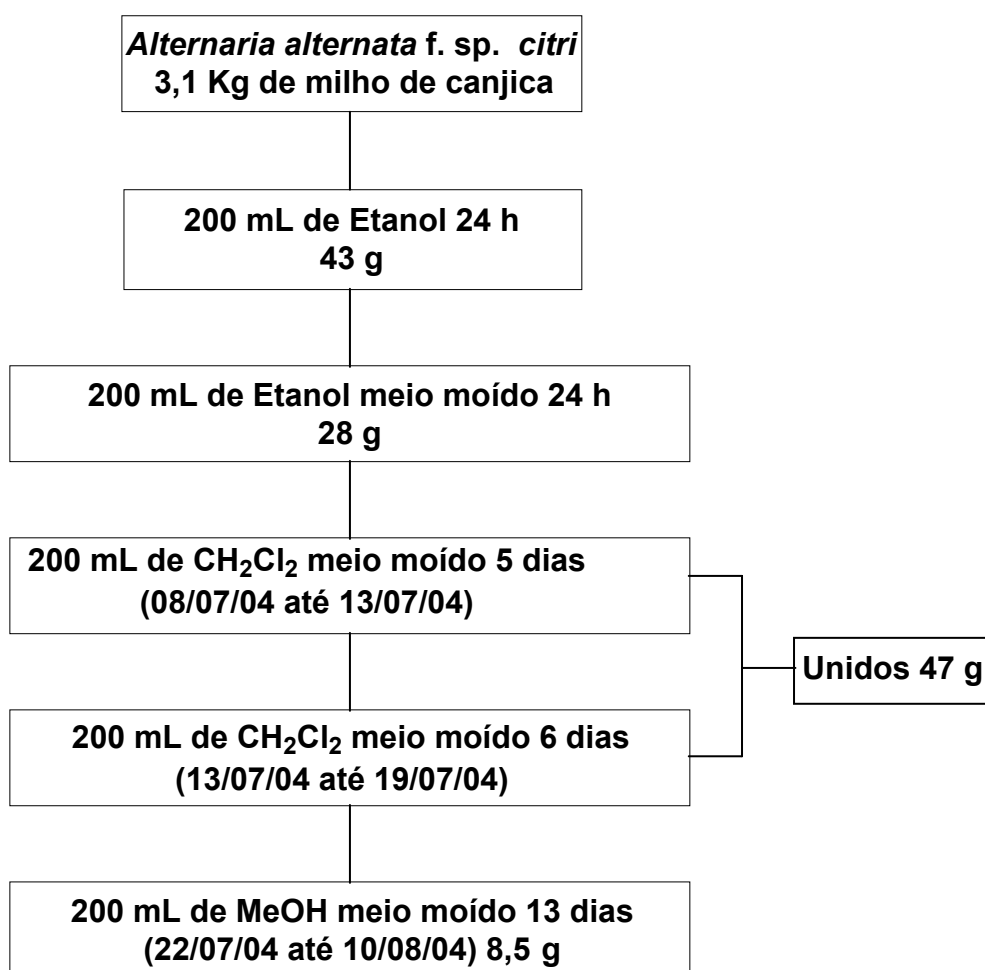 Alternaria alternata f. sp. citri
3,1 Kg de milho de canjica
200 mL de Etanol 24 h
43 g
200 mL de Etanol meio moído 24 h
28 g
200 mL de CH₂Cl₂ meio moído 5 dias
(08/07/04 até 13/07/04)
Unidos 47 g
200 mL de CH₂Cl₂ meio moído 6 dias
(13/07/04 até 19/07/04)
200 mL de MeOH meio moído 13 dias
(22/07/04 até 10/08/04) 8,5 g